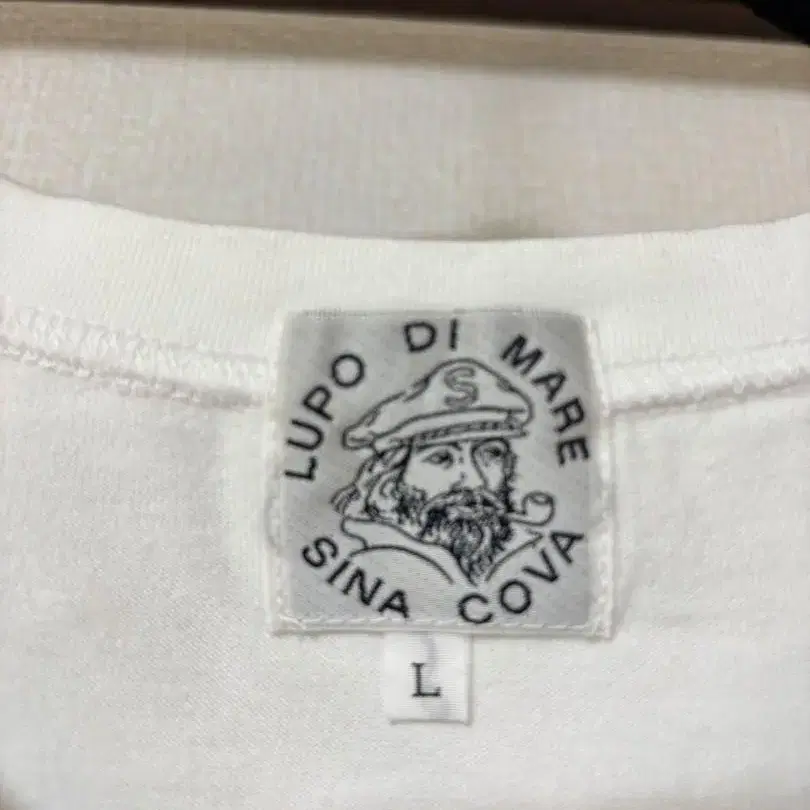 LUPO DI MARE
S
SINA COVA
L